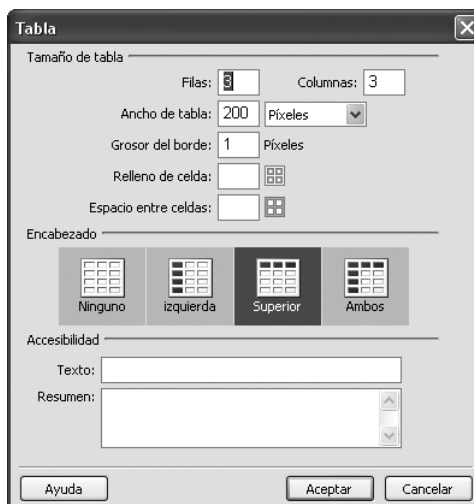 Tabla
Tamaño de tabla
Filas: 3 Columnas: 3
Ancho de tabla: 200 Píxeles
Grosor del borde: 1 Píxeles
Relleno de celda:
Espacio entre celdas:
Encabezado
Ninguno izquierda Superior Ambos
Accesibilidad
Texto:
Resumen:
Ayuda Aceptar Cancelar